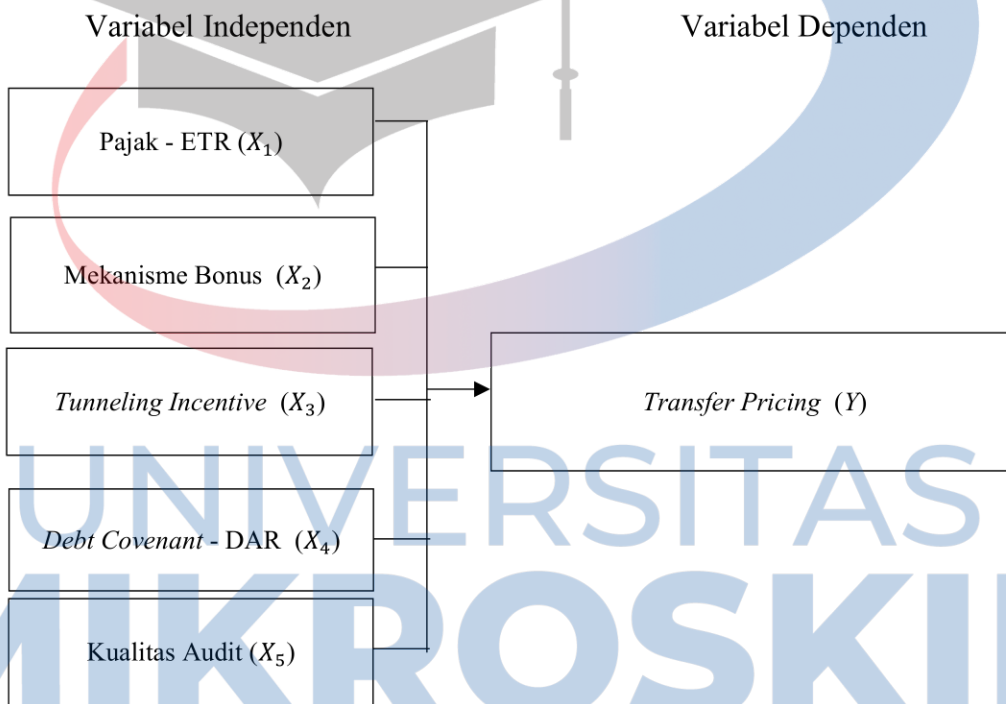 Variabel Independen
Variabel Dependen
Pajak - ETR (X₁)
Mekanisme Bonus (X₂)
Tunneling Incentive (X₃)
Transfer Pricing (Y)
UNIVERSITAS
Debt Covenant - DAR (X₄)
MIKROSKIL
Kualitas Audit (X₅)